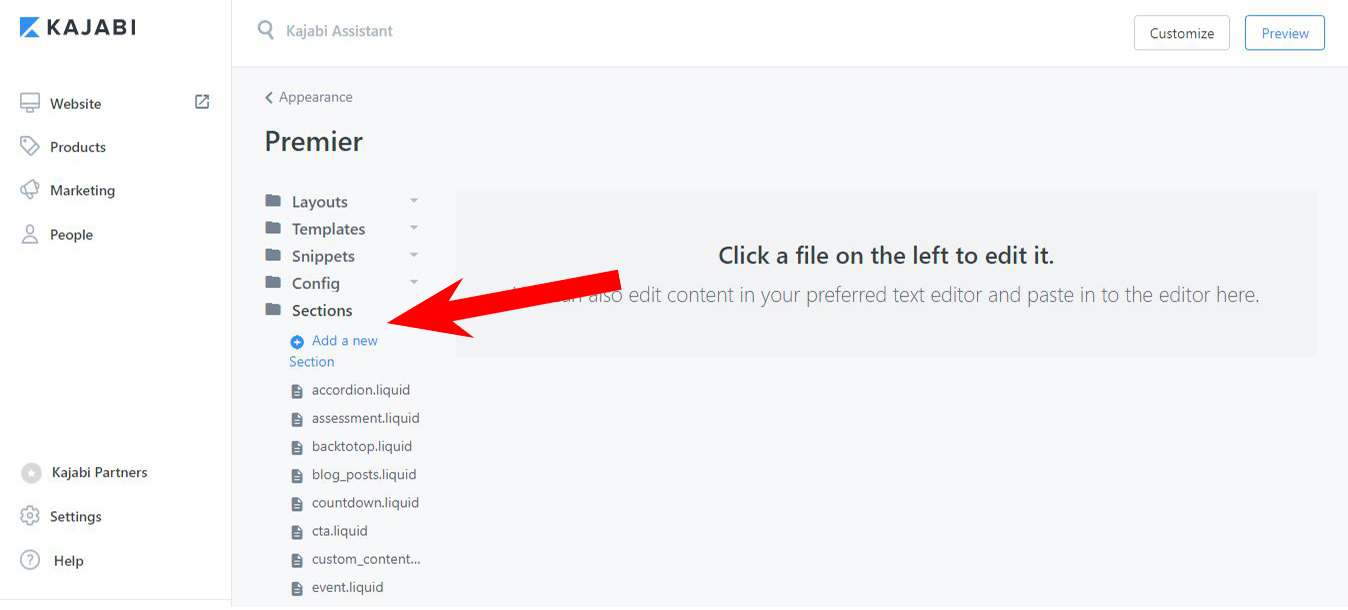 KAJABI
Kajabi Assistant
Customize
Preview
Website
Products
Marketing
People
Kajabi Partners
Settings
Help
Appearance
Premier
Layouts
Templates
Snippets
Config
Sections
Add a new
Section
accordion.liquid
assessment.liquid
backtotop.liquid
blog_posts.liquid
countdown.liquid
cta.liquid
custom_content...
event.liquid
Click a file on the left to edit it.
also edit content in your preferred text editor and paste in to the editor here.